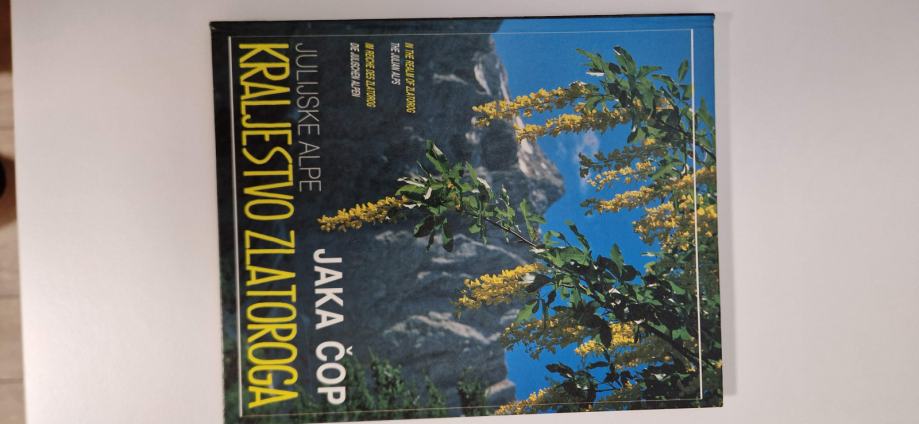 IN THE REALM OF ZLATOROG
THE JULIAN ALPS
IM REICHE DES ZLATOROG
DIE JULISCHEN ALPEN
JAKA ČOP
JULIJSKE ALPE
KRALJESTVO ZLATOROGA